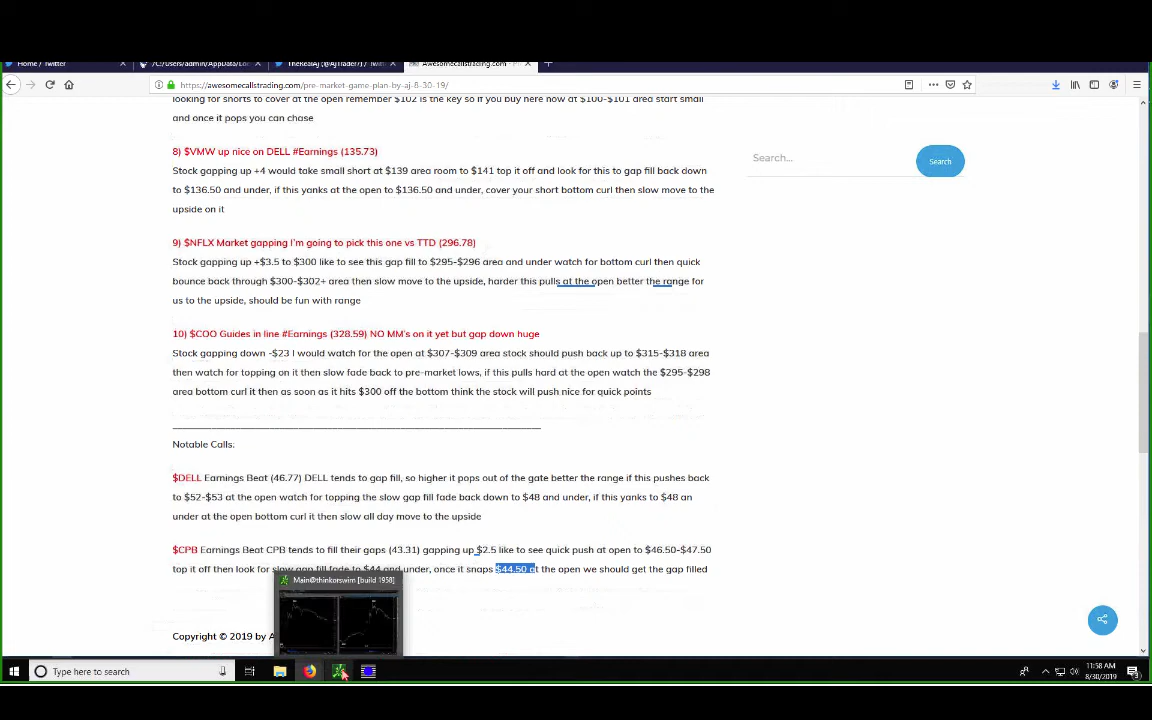 Home / Twitter
/C:/Users/admin/AppData/Loc
TheRealAj (@AjTrader7) / Twitt
Awesomecallstrading.com - Pre
https://awesomecallstrading.com/pre-market-game-plan-by-aj-8-30-19/
looking for shorts to cover at the open remember $102 is the key so if you buy here now at $100-$101 area start small
and once it pops you can chase
8) $VMW up nice on DELL #Earnings (135.73)
Stock gapping up +4 would take small short at $139 area room to $141 top it off and look for this to gap fill back down
to $136.50 and under, if this yanks at the open to $136.50 and under, cover your short bottom curl then slow move to the
upside on it
Search...
Search
9) $NFLX Market gapping I'm going to pick this one vs TTD (296.78)
Stock gapping up +$3.5 to $300 like to see this gap fill to $295-$296 area and under watch for bottom curl then quick
bounce back through $300-$302+ area then slow move to the upside, harder this pulls at the open better the range for
us to the upside, should be fun with range
10) $COO Guides in line #Earnings (328.59) NO MM's on it yet but gap down huge
Stock gapping down -$23 I would watch for the open at $307-$309 area stock should push back up to $315-$318 area
then watch for topping on it then slow fade back to pre-market lows, if this pulls hard at the open watch the $295-$298
area bottom curl it then as soon as it hits $300 off the bottom think the stock will push nice for quick points
Notable Calls:
$DELL Earnings Beat (46.77) DELL tends to gap fill, so higher it pops out of the gate better the range if this pushes back
to $52-$53 at the open watch for topping the slow gap fill fade back down to $48 and under, if this yanks to $48 an
under at the open bottom curl it then slow all day move to the upside
$CPB Earnings Beat CPB tends to fill their gaps (43.31) gapping up $2.5 like to see quick push at open to $46.50-$47.50
top it off then look for slow gap fill fade to $44 and under, once it snaps $44.50 at the open we should get the gap filled
Main@thinkorswim [build 1958]
Copyright © 2019 by A
Type here to search
11:58 AM
8/30/2019
3